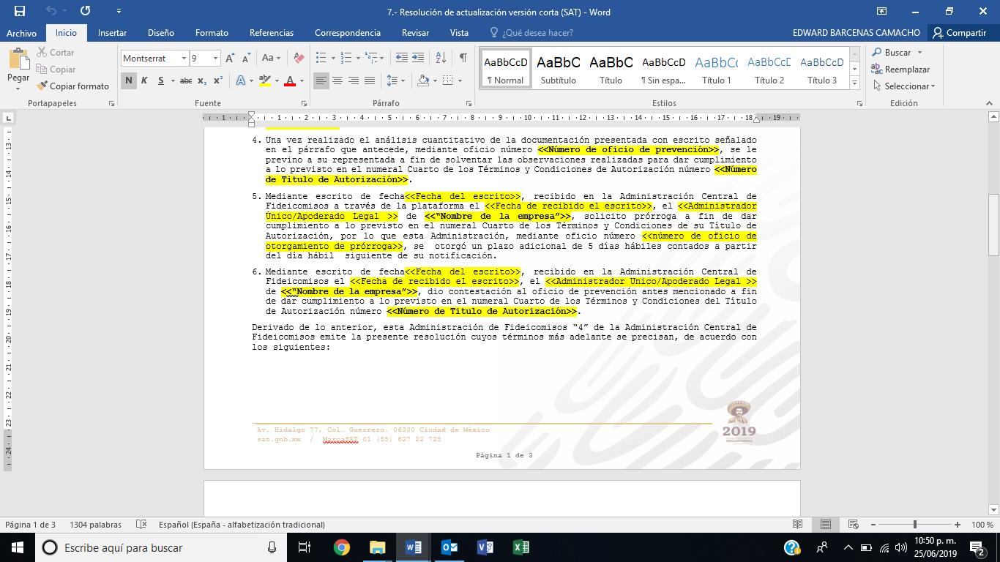 7.- Resolución de actualización versión corta (SAT) - Word
Archivo Inicio Insertar Diseño Formato Referencias Correspondencia Revisar Vista ¿Qué desea hacer? EDWARD BARCENAS CAMACHO Compartir
Pegar
Cortar
Copiar
Copiar formato
Portapapeles
Montserrat 9
N K S abc x₂ x²
Fuente
Párrafo
AaBbCcD AaBbC AaBbC AaBbCcD AaBbC AaBbCcD AaBbCcD
¶ Normal Subtítulo Título ¶ Sin espa... Título 1 Título 2 Título 3
Estilos
Buscar
Reemplazar
Seleccionar
Edición
4. Una vez realizado el análisis cuantitativo de la documentación presentada con escrito señalado
en el párrafo que antecede, mediante oficio número <<Número de oficio de prevención>>, se le
previno a su representada a fin de solventar las observaciones realizadas para dar cumplimiento
a lo previsto en el numeral Cuarto de los Términos y Condiciones de Autorización número <<Número
de Titulo de Autorización>>.
5. Mediante escrito de fecha<<Fecha del escrito>>, recibido en la Administración Central de
Fideicomisos a través de la plataforma el <<Fecha de recibido el escrito>>, el <<Administrador
Único/Apoderado Legal >> de <<“Nombre de la empresa”>>, solicito prórroga a fin de dar
cumplimiento a lo previsto en el numeral Cuarto de los Términos y Condiciones de su Título de
Autorización, por lo que esta Administración, mediante oficio número <<número de oficio de
otorgamiento de prórroga>>, se otorgó un plazo adicional de 5 días hábiles contados a partir
del día hábil siguiente de su notificación.
6. Mediante escrito de fecha<<Fecha del escrito>>, recibido en la Administración Central de
Fideicomisos el <<Fecha de recibido el escrito>>, el <<Administrador Único/Apoderado Legal >>
de <<“Nombre de la empresa”>>, dio contestación al oficio de prevención antes mencionado a fin
de dar cumplimiento a lo previsto en el numeral Cuarto de los Términos y Condiciones del Título
de Autorización número <<Número de Titulo de Autorización>>.
Derivado de lo anterior, esta Administración de Fideicomisos “4” de la Administración Central de
Fideicomisos emite la presente resolución cuyos términos más adelante se precisan, de acuerdo con
los siguientes:
Av. Hidalgo 77, Col. Guerrero. 06300 Ciudad de México
sat.gob.mx / MarcaSAT 01 (55) 627 22 728
2019
Página 1 de 3
Página 1 de 3 1304 palabras Español (España - alfabetización tradicional) 100 %
Escribe aquí para buscar
10:50 p. m.
25/06/2019
2